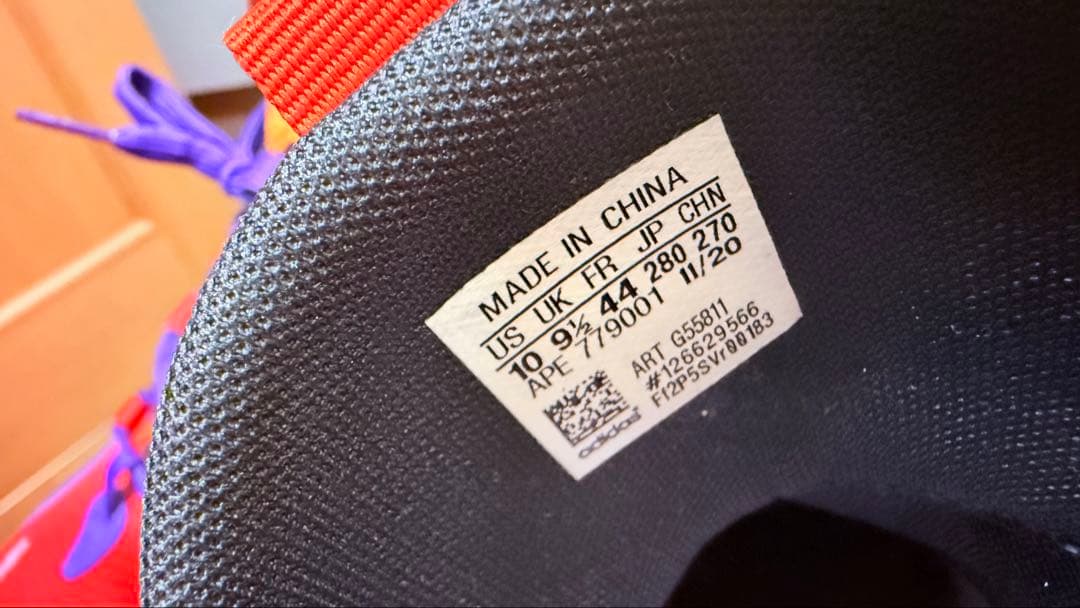 MADE IN CHINA
US UK FR JP CHN
10 9½ 44 280 270
APE 779001 11/20
ART G55811
#126629566
F12P5SVr00183
adidas